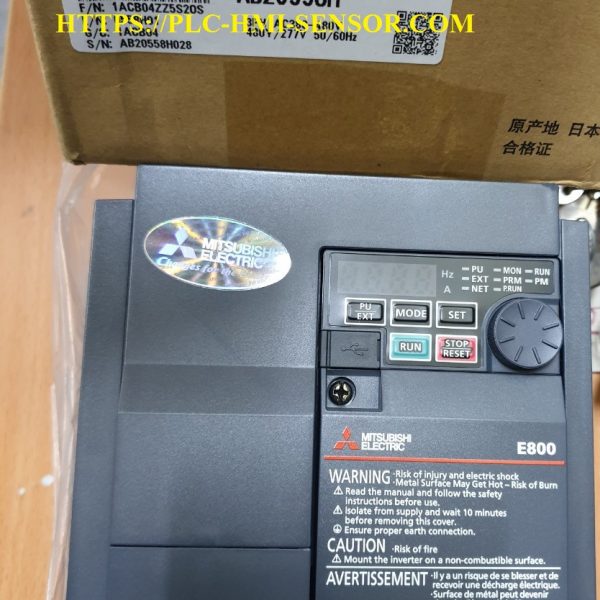 HTTPS://PLC-HMI-SENSOR.COM/
F/N: 1ACB04ZZ5S20S
480V/277V 50/60Hz
S/N: AB20558H028
原产地 日本
合格证
MITSUBISHI
ELECTRIC
Changes for the
Hz PU MON RUN
EXT PRM PM
A NET P.RUN
PU
EXT
MODE
SET
RUN
STOP
RESET
MITSUBISHI
ELECTRIC
E800
WARNING ·Risk of injury and electric shock
·Metal Surface May Get Hot – Risk of Burn
Read the manual and follow the safety
instructions before use.
Isolate from supply and wait 10 minutes
before removing this cover.
Ensure proper earth connection.
CAUTION ·Risk of fire
Mount the inverter on a non-combustible surface.
AVERTISSEMENT ·Il y a un risque de se blesser et de
recevoir une décharge électrique.
·Surface de métal peut devenir